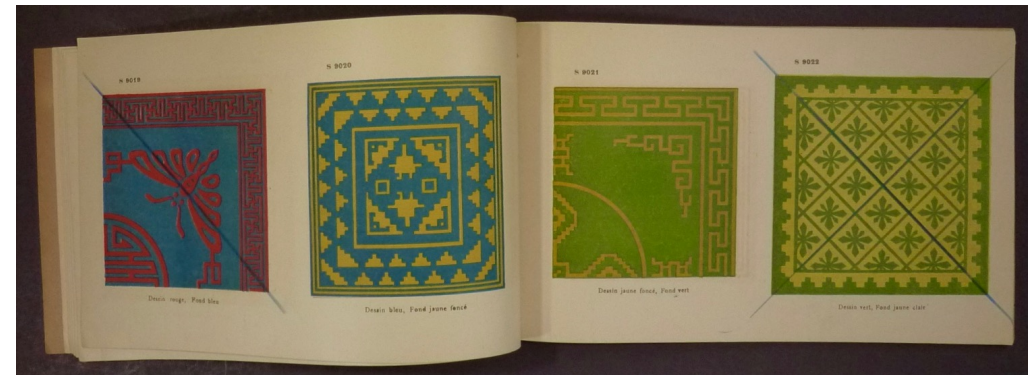 S 9019
Dessin rouge, Fond bleu
S 9020
Dessin bleu, Fond jaune foncé
S 9021
Dessin jaune foncé, Fond vert
S 9022
Dessin vert, Fond jaune clair